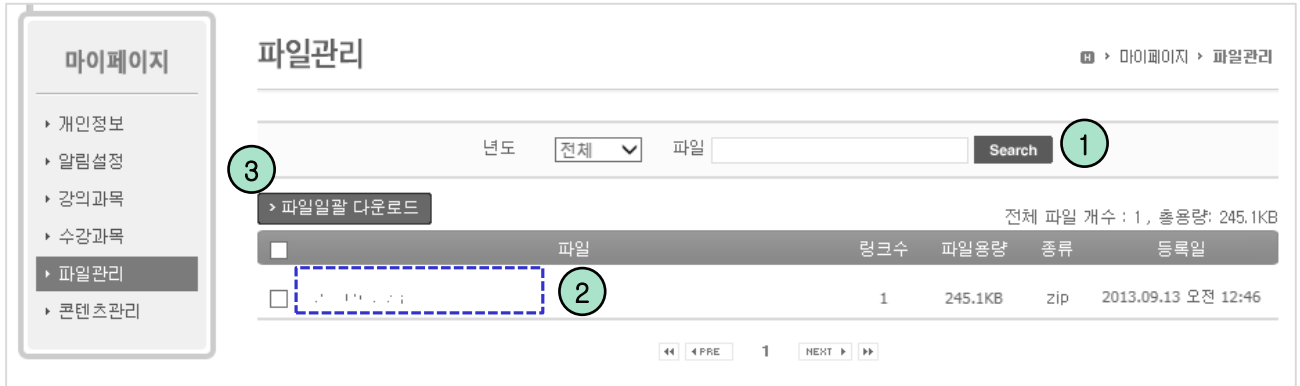 마이페이지
개인정보
알림설정
강의과목
수강과목
파일관리
콘텐츠관리
파일관리
H > 마이페이지 > 파일관리
년도 전체 파일 Search 1
3
> 파일일괄 다운로드
전체 파일 개수 : 1, 총용량: 245.1KB
파일 링크수 파일용량 종류 등록일
2 1 245.1KB zip 2013.09.13 오전 12:46
PRE 1 NEXT